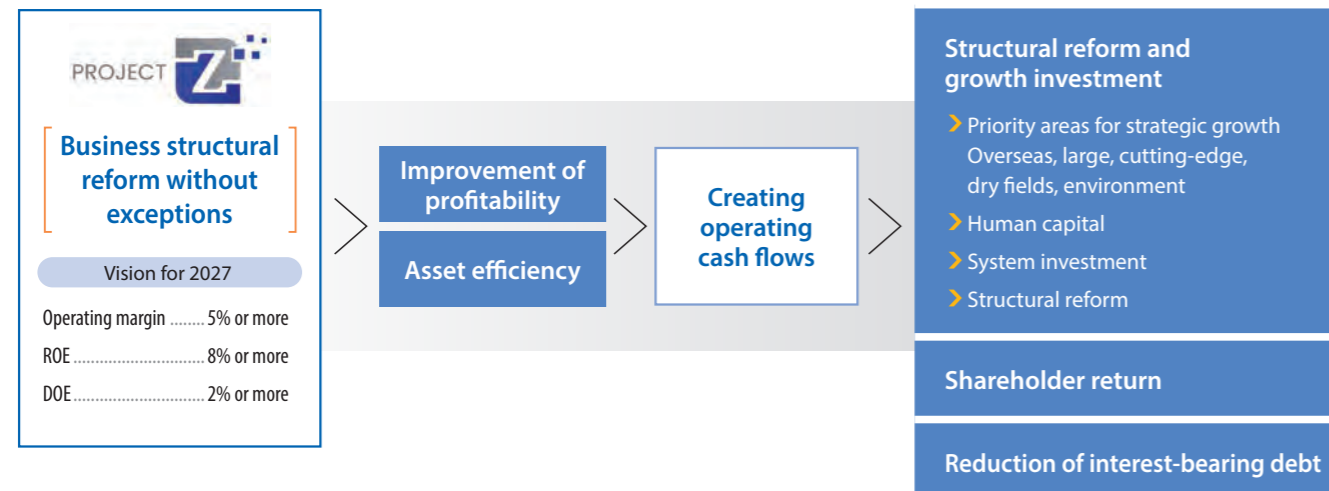 PROJECT Z
Business structural
reform without
exceptions
Vision for 2027
Operating margin ........ 5% or more
ROE ............................. 8% or more
DOE ............................. 2% or more
Improvement of
profitability
Asset efficiency
Creating
operating
cash flows
Structural reform and
growth investment
Priority areas for strategic growth
Overseas, large, cutting-edge,
dry fields, environment
Human capital
System investment
Structural reform
Shareholder return
Reduction of interest-bearing debt